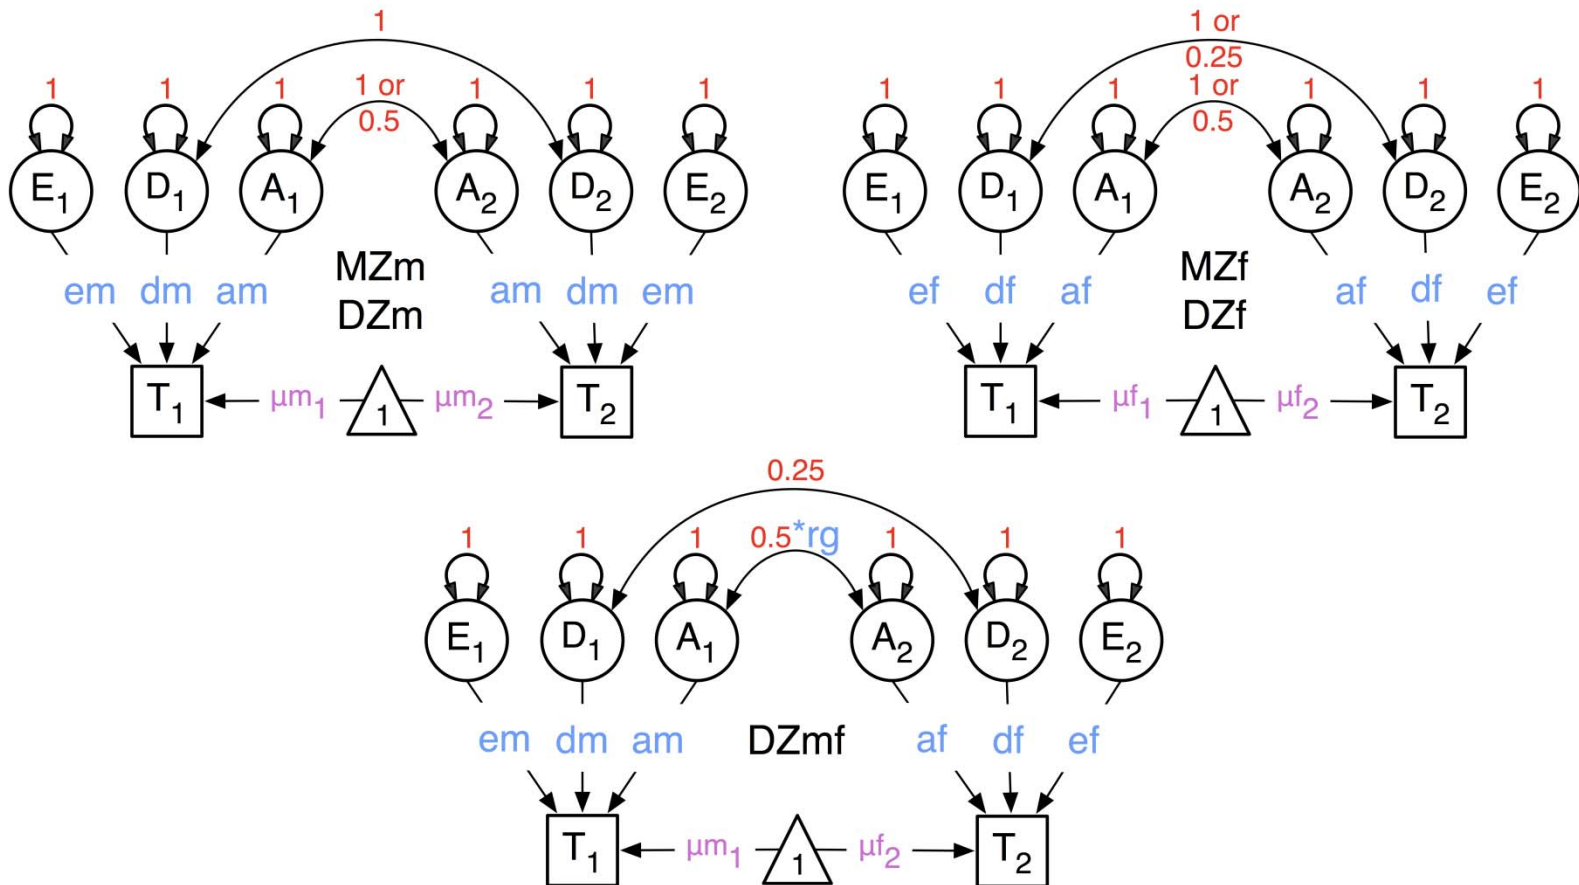 1
1 or
0.25
1 1 1 1 or 0.5 1 1 1
1 1 1 1 or 0.5 1 1 1
E1 D1 A1 A2 D2 E2
E1 D1 A1 A2 D2 E2
MZm
DZm
MZf
DZf
em dm am am dm em
ef df af af df ef
T1 µm1 1 µm2 T2
T1 µf1 1 µf2 T2
0.25
1 1 1 0.5*rg 1 1 1
E1 D1 A1 A2 D2 E2
em dm am DZmf af df ef
T1 µm1 1 µf2 T2